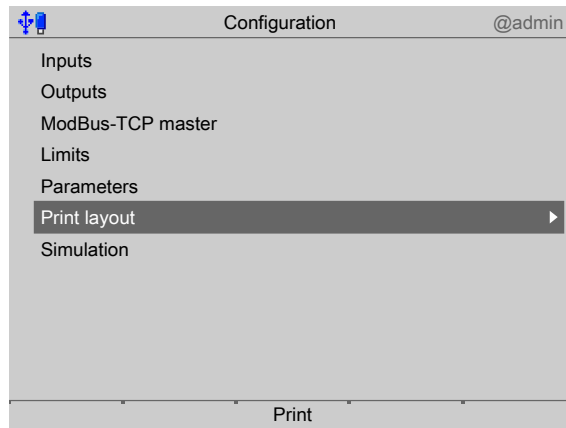 Configuration @admin
Inputs
Outputs
ModBus-TCP master
Limits
Parameters
Print layout
Simulation
Print